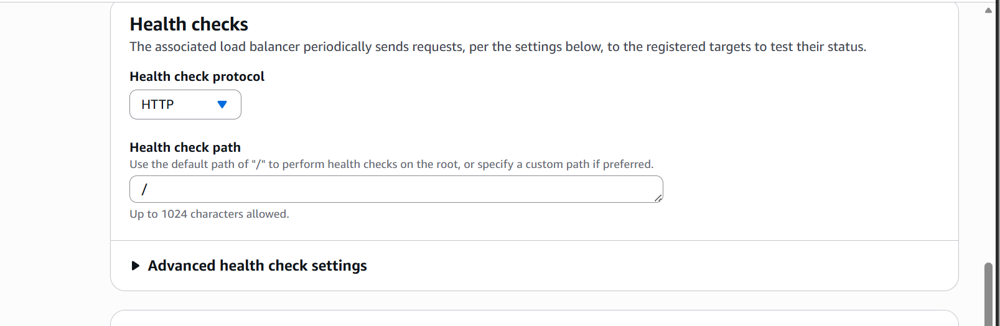 Health checks
The associated load balancer periodically sends requests, per the settings below, to the registered targets to test their status.
Health check protocol
HTTP
Health check path
Use the default path of "/" to perform health checks on the root, or specify a custom path if preferred.
/
Up to 1024 characters allowed.
Advanced health check settings